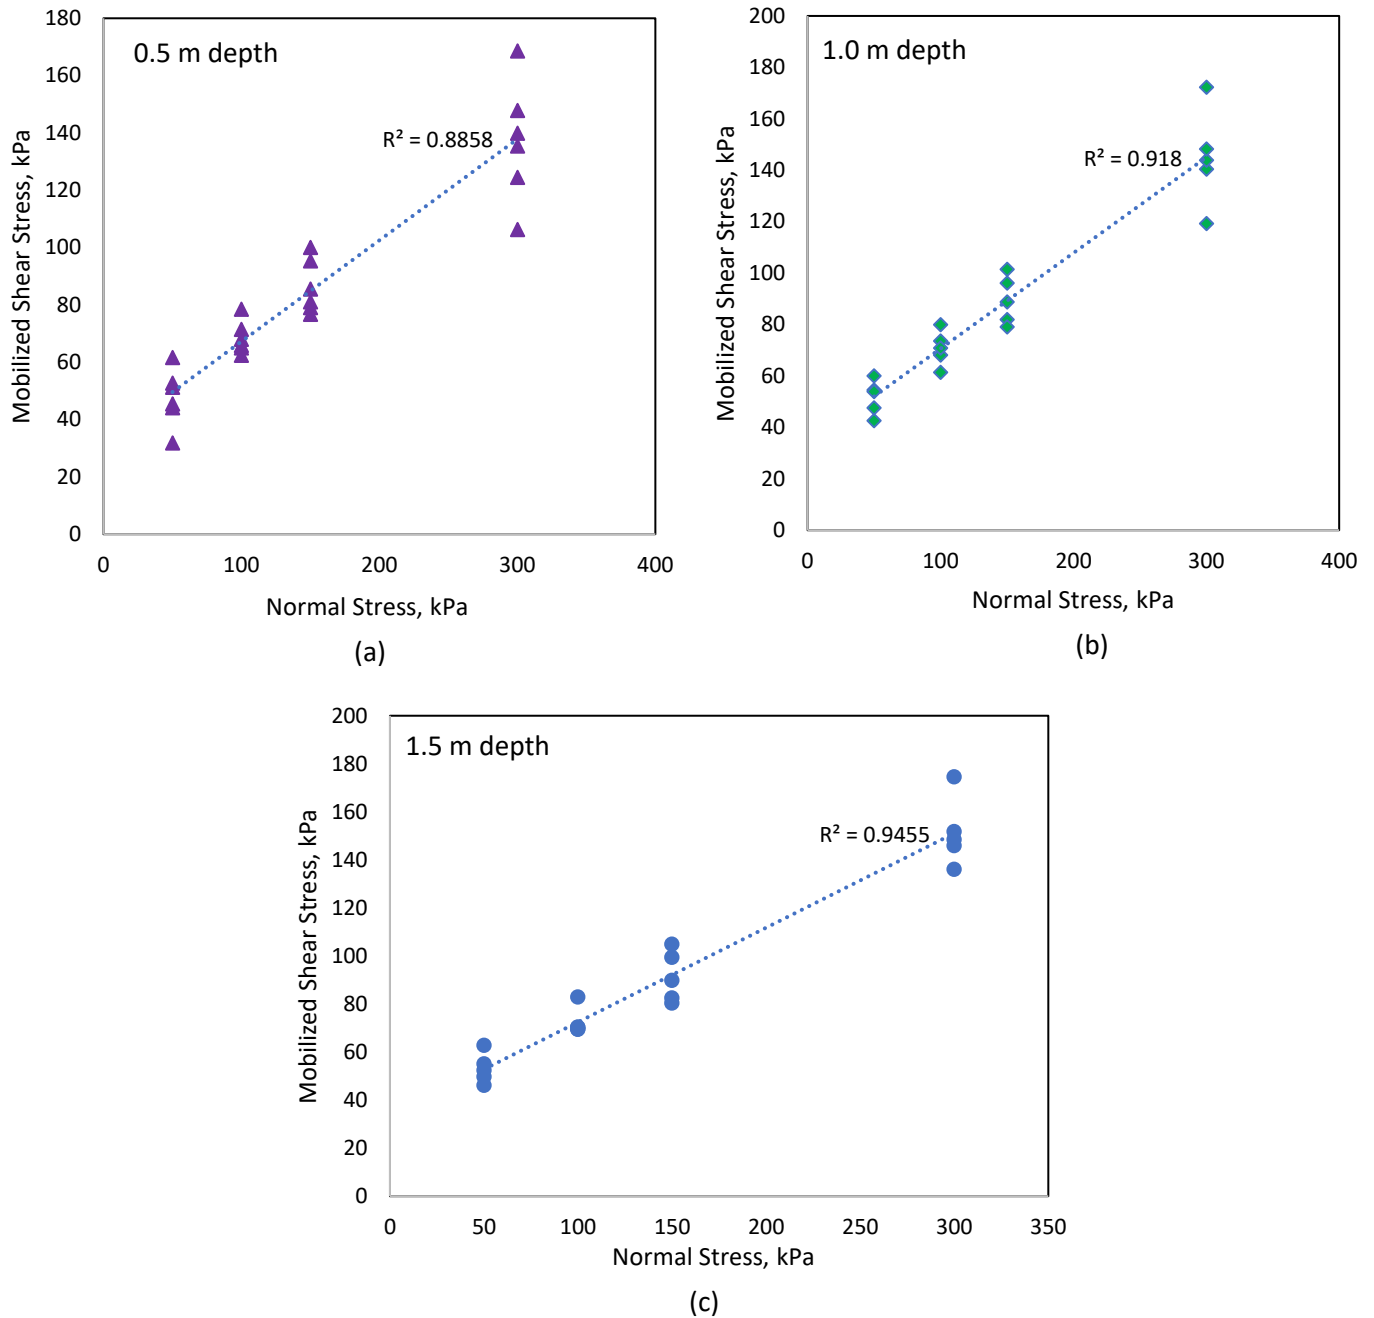 0.5 m depth
Mobilized Shear Stress, kPa
180
160
140
120
100
80
60
40
20
0
R² = 0.8858
0 100 200 300 400
Normal Stress, kPa
(a)
1.0 m depth
Mobilized Shear Stress, kPa
200
180
160
140
120
100
80
60
40
20
0
R² = 0.918
0 100 200 300 400
Normal Stress, kPa
(b)
1.5 m depth
Mobilized Shear Stress, kPa
200
180
160
140
120
100
80
60
40
20
0
R² = 0.9455
0 50 100 150 200 250 300 350
Normal Stress, kPa
(c)